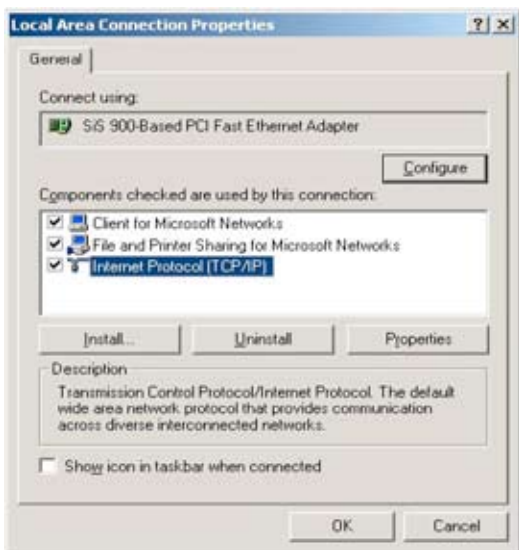 Local Area Connection Properties
General
Connect using:
SiS 900-Based PCI Fast Ethernet Adapter
Configure
Components checked are used by this connection:
Client for Microsoft Networks
File and Printer Sharing for Microsoft Networks
Internet Protocol (TCP/IP)
Install... Uninstall Properties
Description
Transmission Control Protocol/Internet Protocol. The default
wide area network protocol that provides communication
across diverse interconnected networks.
Show icon in taskbar when connected
OK Cancel